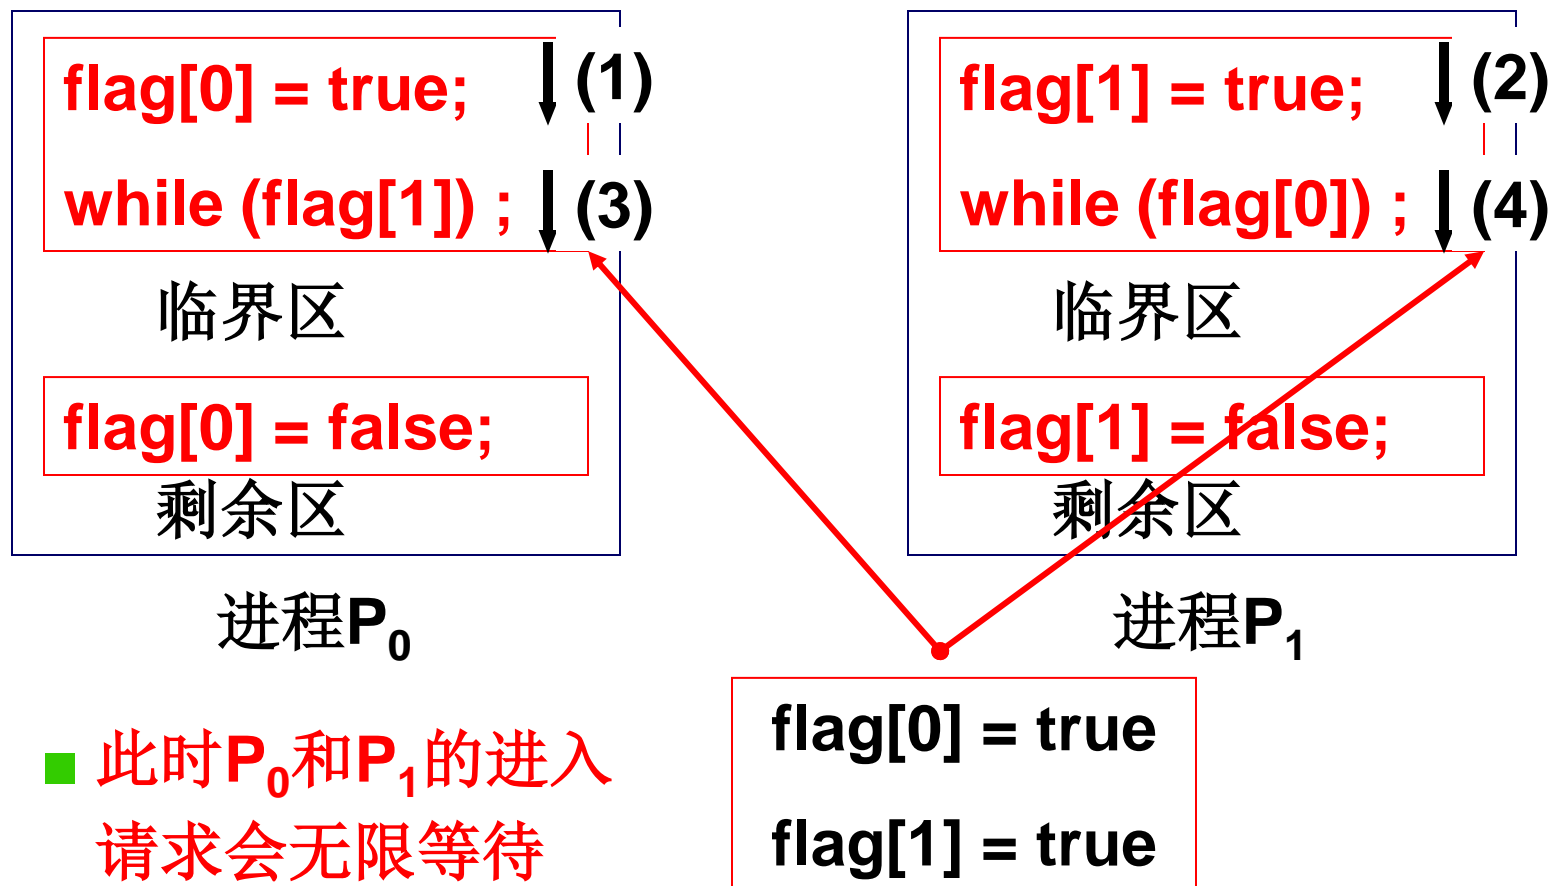 flag[0] = true; (1)
while (flag[1]) ; (3)
临界区
flag[0] = false;
剩余区
进程P0
flag[1] = true; (2)
while (flag[0]) ; (4)
临界区
flag[1] = false;
剩余区
进程P1
此时P0和P1的进入
请求会无限等待
flag[0] = true
flag[1] = true